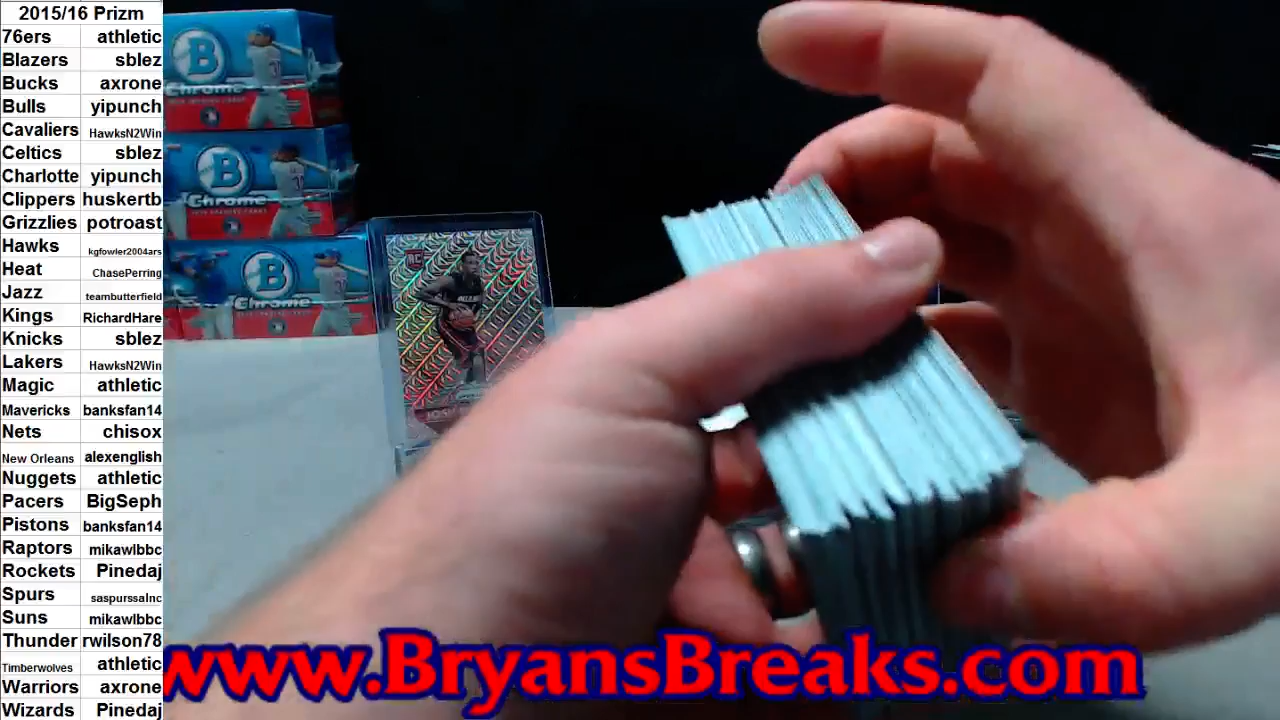 2015/16 Prizm
76ers athletic
Blazers sblez
Bucks axrone
Bulls yipunch
Cavaliers HawksN2Win
Celtics sblez
Charlotte yipunch
Clippers huskertb
Grizzlies potroast
Hawks kgfowler2004ars
Heat ChasePerring
Jazz teambutterfield
Kings RichardHare
Knicks sblez
Lakers HawksN2Win
Magic athletic
Mavericks banksfan14
Nets chisox
New Orleans alexenglish
Nuggets athletic
Pacers BigSeph
Pistons banksfan14
Raptors mikawlbbc
Rockets Pinedaj
Spurs saspurssaInc
Suns mikawlbbc
Thunder rwilson78
Timberwolves athletic
Warriors axrone
Wizards Pinedaj
B
Chrome
B
Chrome
B
Chrome
RC
www.BryansBreaks.com